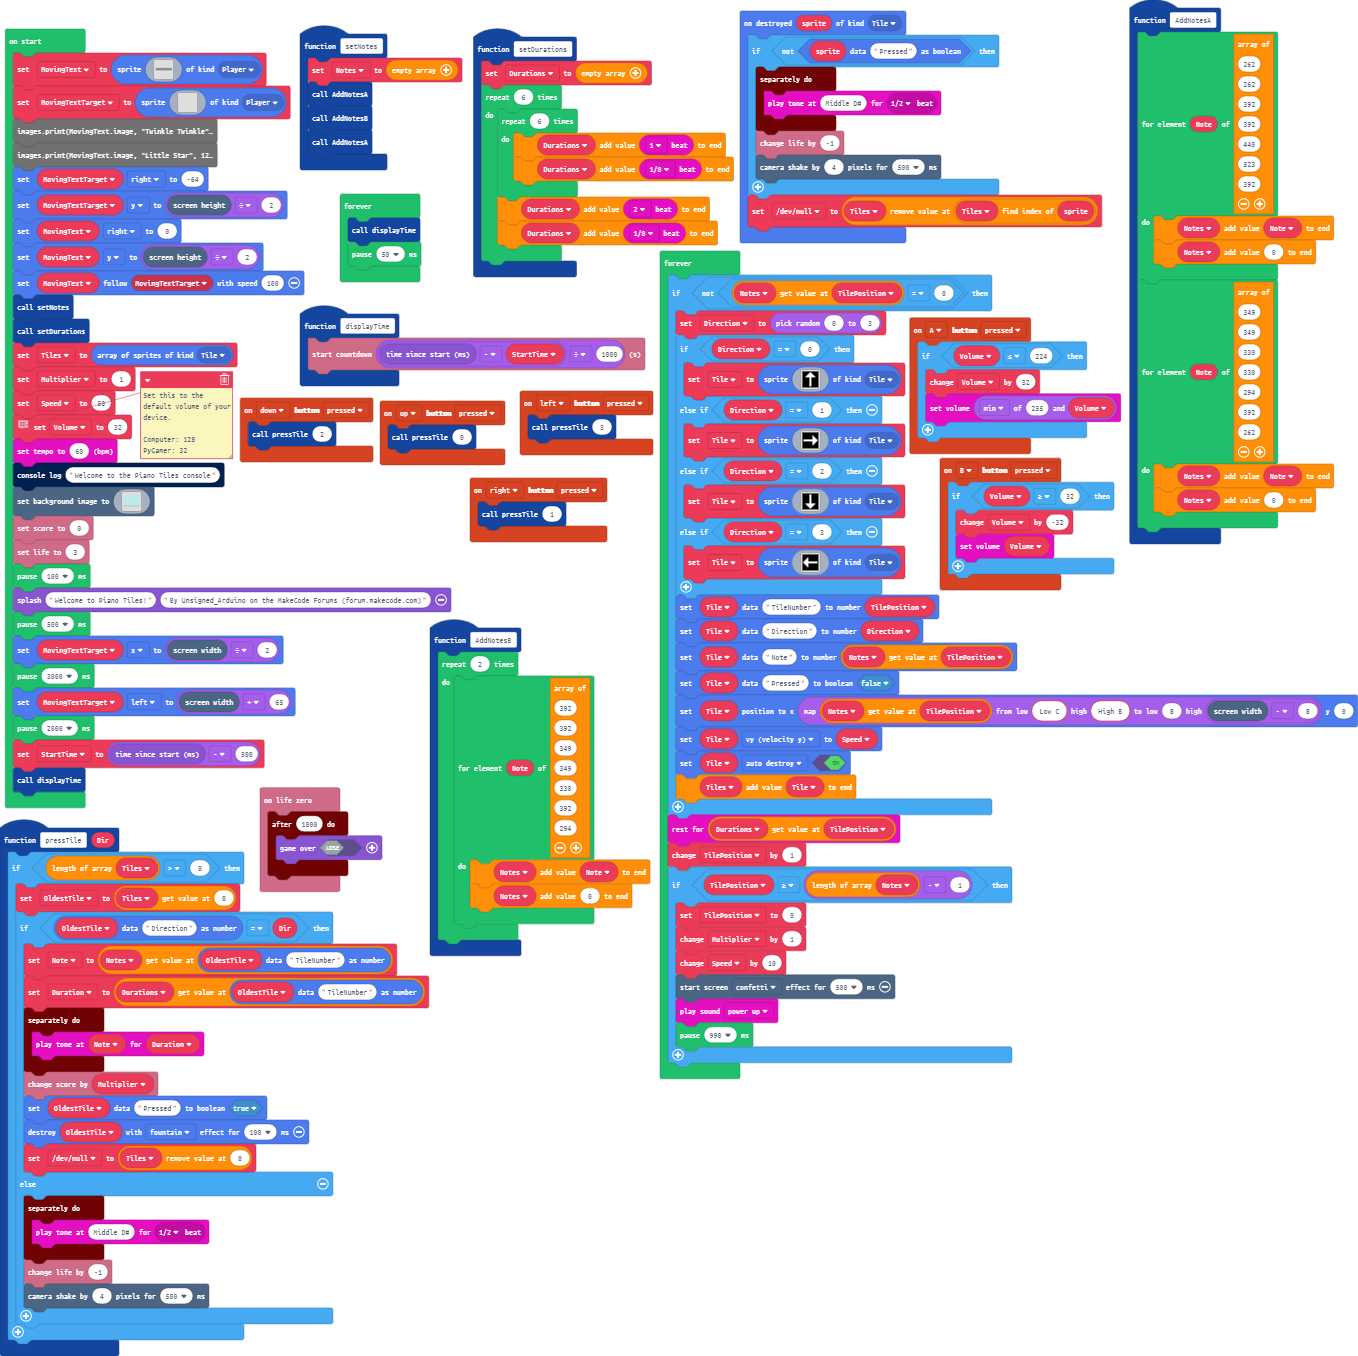 on start
set MovingText to sprite of kind Player
set MovingTextTarget to sprite of kind Player
images.print(MovingText.image, "Twinkle Twinkle"…
images.print(MovingText.image, "Little Star", 12…
set MovingTextTarget right to -64
set MovingTextTarget y to screen height ÷ 2
set MovingText right to 0
set MovingText y to screen height ÷ 2
set MovingText follow MovingTextTarget with speed 100
call setNotes
call setDurations
set Tiles to array of sprites of kind Tile
set Multiplier to 1
set Speed to 50
set Volume to 32
set tempo to 60 (bpm)
console log "Welcome to the Piano Tiles console"
set background image to
set score to 0
set life to 3
pause 100 ms
splash "Welcome to Piano Tiles!" "By Unsigned_Arduino on the MakeCode Forums (forum.makecode.com)"
pause 500 ms
set MovingTextTarget x to screen width ÷ 2
pause 3000 ms
set MovingTextTarget left to screen width + 65
pause 2000 ms
set StartTime to time since start (ms) - 500
call displayTime
Set this to the
default volume of your
device.
Computer: 128
PyGamer: 32
function setNotes
set Notes to empty array
call AddNotesA
call AddNotesB
call AddNotesA
forever
call displayTime
pause 50 ms
function setDurations
set Durations to empty array
repeat 6 times
do
repeat 6 times
do
Durations add value 1 beat to end
Durations add value 1/8 beat to end
Durations add value 2 beat to end
Durations add value 1/8 beat to end
function displayTime
start countdown time since start (ms) - StartTime ÷ 1000 (s)
on down button pressed
call pressTile 2
on up button pressed
call pressTile 0
on left button pressed
call pressTile 3
on right button pressed
call pressTile 1
on destroyed sprite of kind Tile
if not sprite data "Pressed" as boolean then
separately do
play tone at Middle D# for 1/2 beat
change life by -1
camera shake by 4 pixels for 500 ms
set /dev/null to Tiles remove value at Tiles find index of sprite
forever
if not Notes get value at TilePosition = 0 then
set Direction to pick random 0 to 3
if Direction = 0 then
set Tile to sprite of kind Tile
else if Direction = 1 then
set Tile to sprite of kind Tile
else if Direction = 2 then
set Tile to sprite of kind Tile
else if Direction = 3 then
set Tile to sprite of kind Tile
set Tile data "TileNumber" to number TilePosition
set Tile data "Direction" to number Direction
set Tile data "Note" to number Notes get value at TilePosition
set Tile data "Pressed" to boolean false
set Tile position to x map Notes get value at TilePosition from low Low C high High B to low 8 high screen width - 8 y 0
set Tile vy (velocity y) to Speed
set Tile auto destroy ON
Tiles add value Tile to end
rest for Durations get value at TilePosition
change TilePosition by 1
if TilePosition ≥ length of array Notes - 1 then
set TilePosition to 0
change Multiplier by 1
change Speed by 10
start screen confetti effect for 500 ms
play sound power up
pause 990 ms
on A button pressed
if Volume ≤ 224 then
change Volume by 32
set volume min of 255 and Volume
on B button pressed
if Volume ≥ 32 then
change Volume by -32
set volume Volume
function AddNotesA
for element Note of
array of
262
262
392
392
440
523
392
do
Notes add value Note to end
Notes add value 0 to end
for element Note of
array of
349
349
330
330
294
392
262
do
Notes add value Note to end
Notes add value 0 to end
function AddNotesB
repeat 2 times
do
for element Note of
array of
392
392
349
349
330
392
294
do
Notes add value Note to end
Notes add value 0 to end
on life zero
after 1000 do
game over LOSE
function pressTile Dir
if length of array Tiles > 0 then
set OldestTile to Tiles get value at 0
if OldestTile data "Direction" as number = Dir then
set Note to Notes get value at OldestTile data "TileNumber" as number
set Duration to Durations get value at OldestTile data "TileNumber" as number
separately do
play tone at Note for Duration
change score by Multiplier
set OldestTile data "Pressed" to boolean true
destroy OldestTile with fountain effect for 100 ms
set /dev/null to Tiles remove value at 0
else
separately do
play tone at Middle D# for 1/2 beat
change life by -1
camera shake by 4 pixels for 500 ms